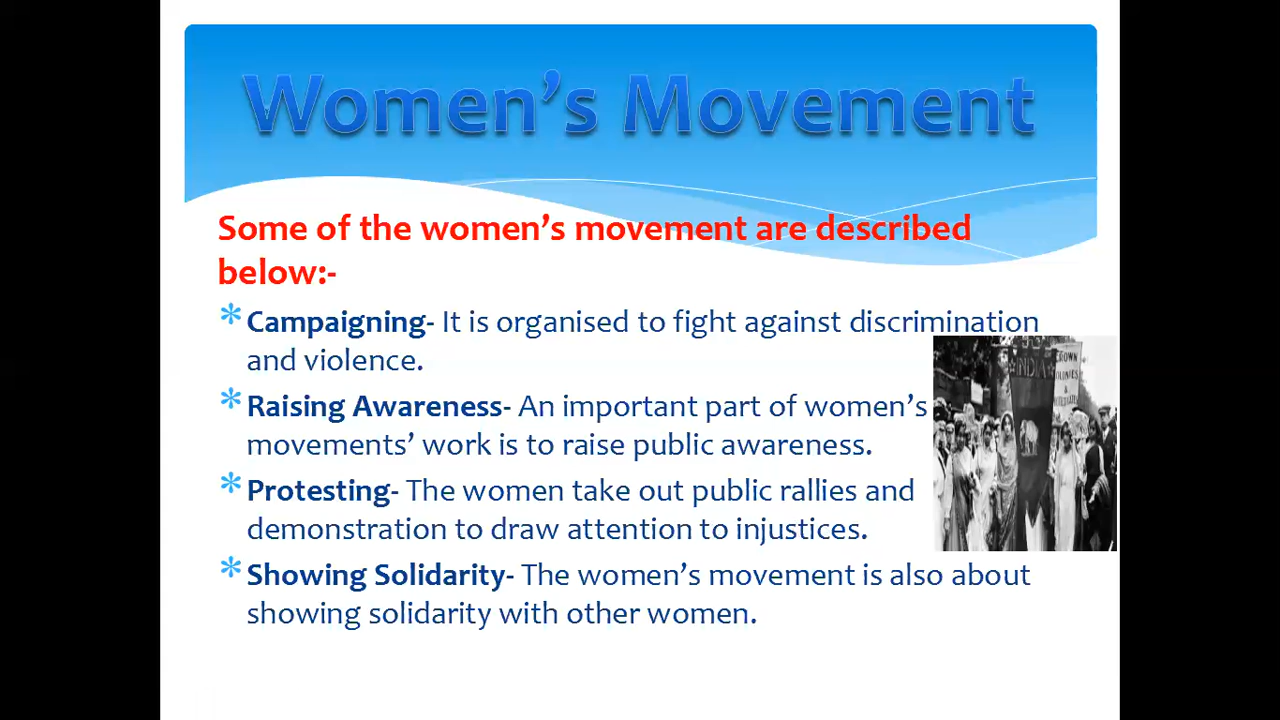 Women’s Movement
Some of the women’s movement are described
below:-
* Campaigning- It is organised to fight against discrimination
and violence.
* Raising Awareness- An important part of women’s
movements’ work is to raise public awareness.
* Protesting- The women take out public rallies and
demonstration to draw attention to injustices.
* Showing Solidarity- The women’s movement is also about
showing solidarity with other women.
INDIA
CROWN
COLONIES
&